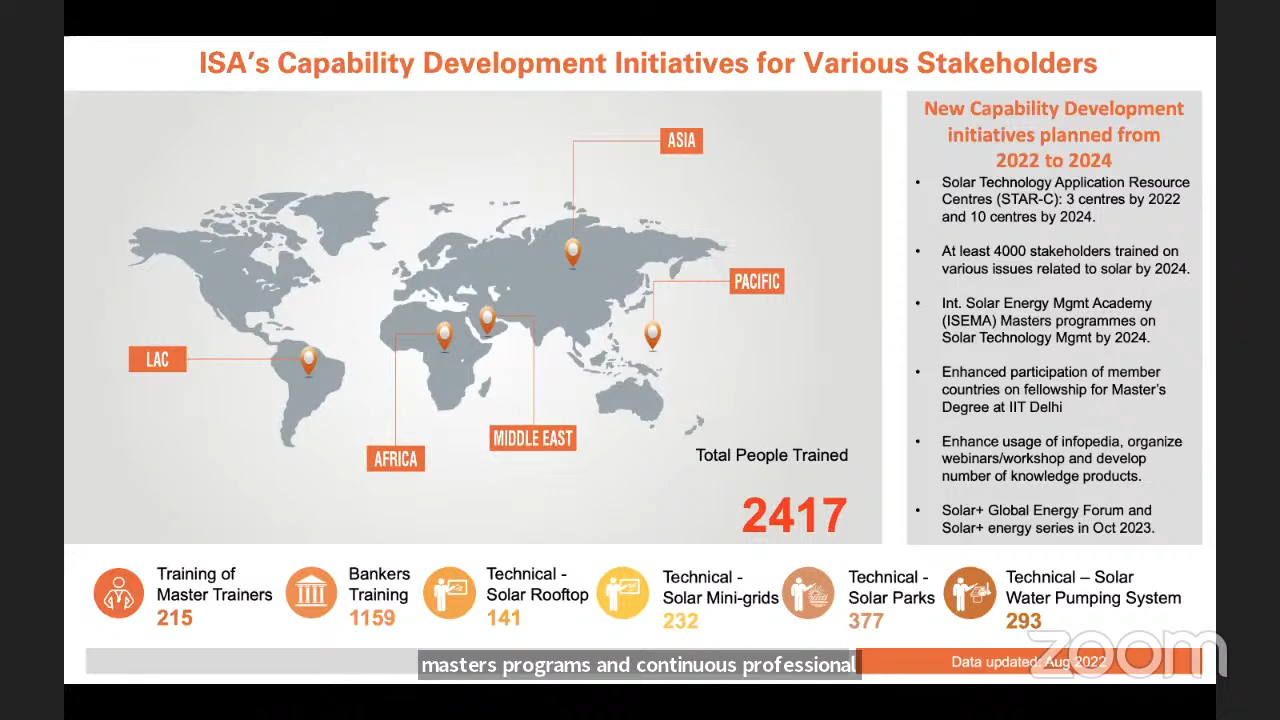 ISA's Capability Development Initiatives for Various Stakeholders
ASIA
PACIFIC
LAC
MIDDLE EAST
AFRICA
Total People Trained
2417
New Capability Development
initiatives planned from
2022 to 2024
• Solar Technology Application Resource
Centres (STAR-C): 3 centres by 2022
and 10 centres by 2024.
• At least 4000 stakeholders trained on
various issues related to solar by 2024.
• Int. Solar Energy Mgmt Academy
(ISEMA) Masters programmes on
Solar Technology Mgmt by 2024.
• Enhanced participation of member
countries on fellowship for Master's
Degree at IIT Delhi
• Enhance usage of infopedia, organize
webinars/workshop and develop
number of knowledge products.
• Solar+ Global Energy Forum and
Solar+ energy series in Oct 2023.
Training of
Master Trainers
215
Bankers
Training
1159
Technical -
Solar Rooftop
141
Technical -
Solar Mini-grids
232
Technical -
Solar Parks
377
Technical – Solar
Water Pumping System
293
masters programs and continuous professional
Data updated: Aug 2022
zoom